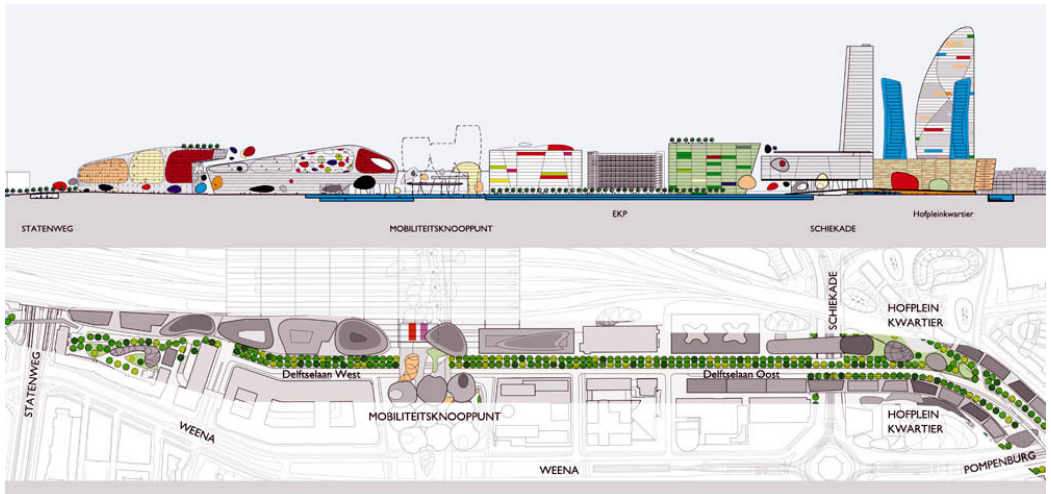 EKP
Hofpleinkwartier
STATENWEG
MOBILITEITSKNOOPPUNT
SCHIEKADE
SCHIEKADE
HOFPLEIN
KWARTIER
STATENWEG
Delftselaan West
Delftselaan Oost
MOBILITEITSKNOOPPUNT
HOFPLEIN
KWARTIER
WEENA
WEENA
POMPENBURG